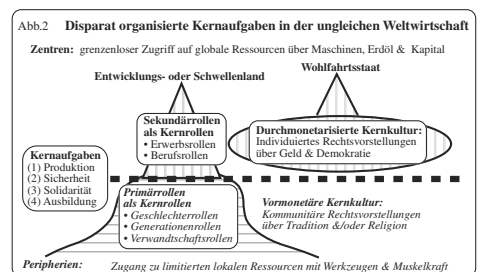 Abb.2 Disparat organisierte Kernaufgaben in der ungleichen Weltwirtschaft
Zentren: grenzenloser Zugriff auf globale Ressourcen über Maschinen, Erdöl & Kapital
Entwicklungs- oder Schwellenland
Wohlfahrtsstaat
Sekundärrollen
als Kernrollen
• Erwerbsrollen
• Berufsrollen
Durchmonetarisierte Kernkultur:
Individuiertes Rechtsvorstellungen
über Geld & Demokratie
Kernaufgaben
(1) Produktion
(2) Sicherheit
(3) Solidarität
(4) Ausbildung
Primärrollen
als Kernrollen
• Geschlechterrollen
• Generationenrollen
• Verwandtschaftsrollen
Vormonetäre Kernkultur:
Kommunitäre Rechtsvorstellungen
über Tradition &/oder Religion
Peripherien: Zugang zu limitierten lokalen Ressourcen mit Werkzeugen & Muskelkraft